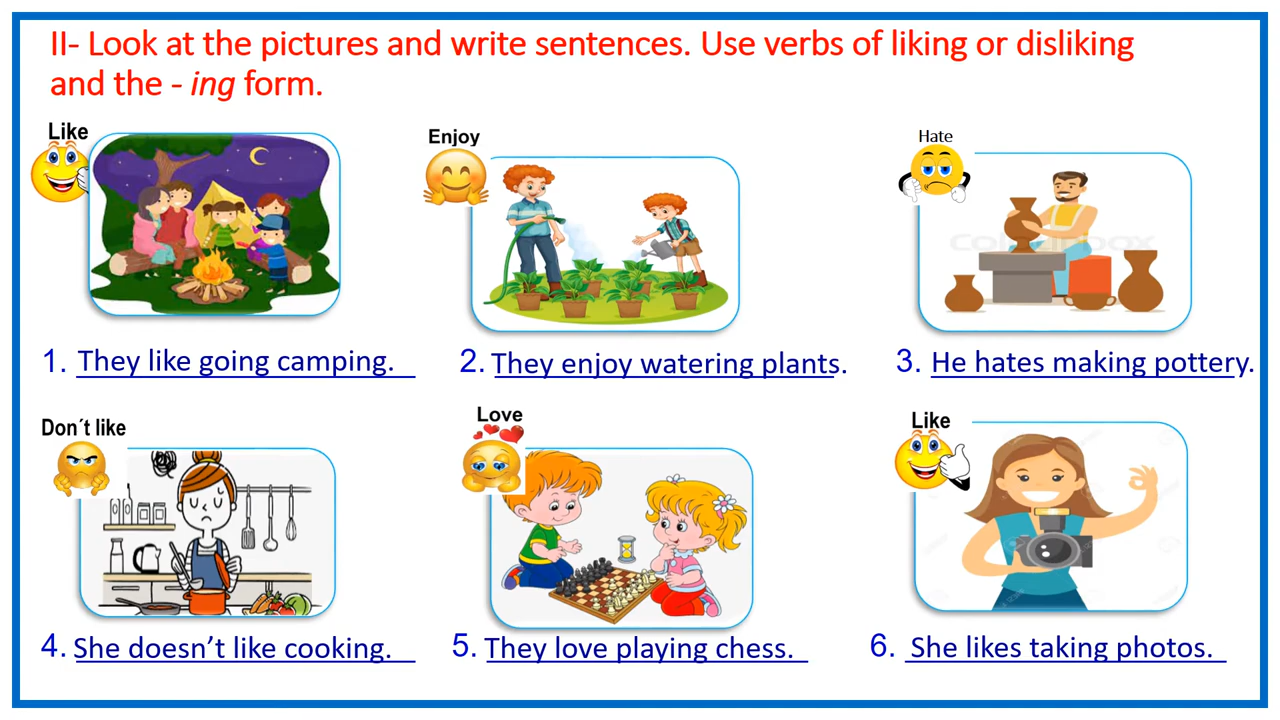 II- Look at the pictures and write sentences. Use verbs of liking or disliking
and the - ing form.
Like
Enjoy
Hate
1. They like going camping.
2. They enjoy watering plants.
3. He hates making pottery.
Don´t like
Love
Like
4. She doesn’t like cooking.
5. They love playing chess.
6. She likes taking photos.